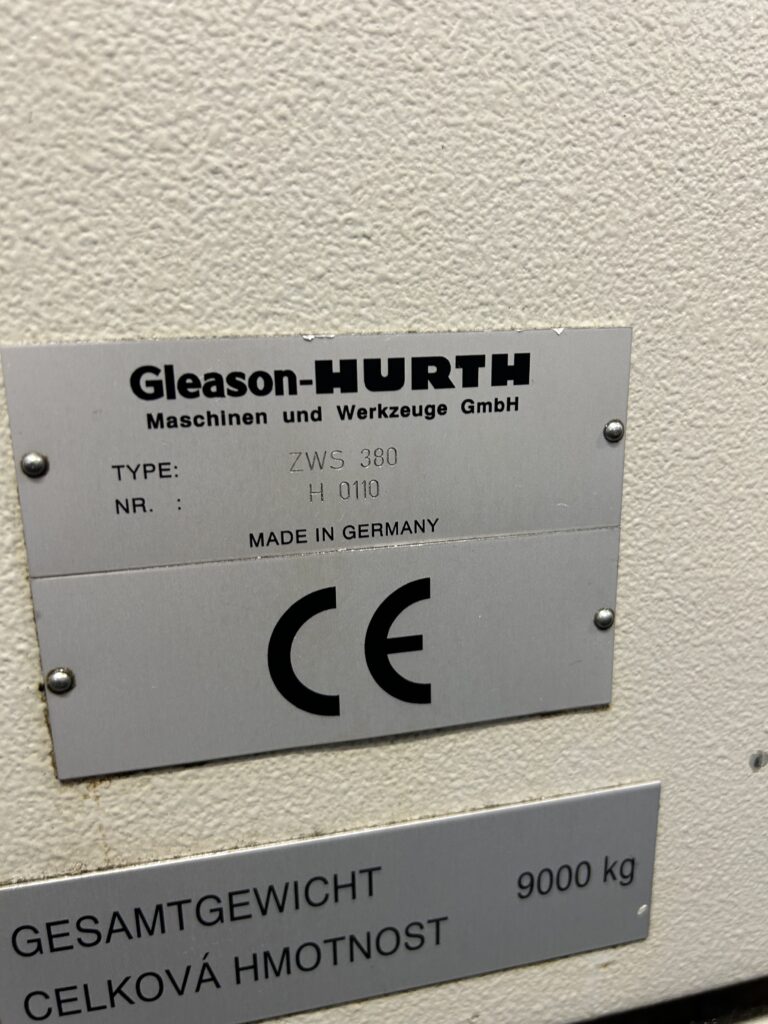 Gleason-HURTH
Maschinen und Werkzeuge GmbH
TYPE: ZWS 380
NR. : H 0110
MADE IN GERMANY
CE
GESAMTGEWICHT 9000 kg
CELKOVÁ HMOTNOST